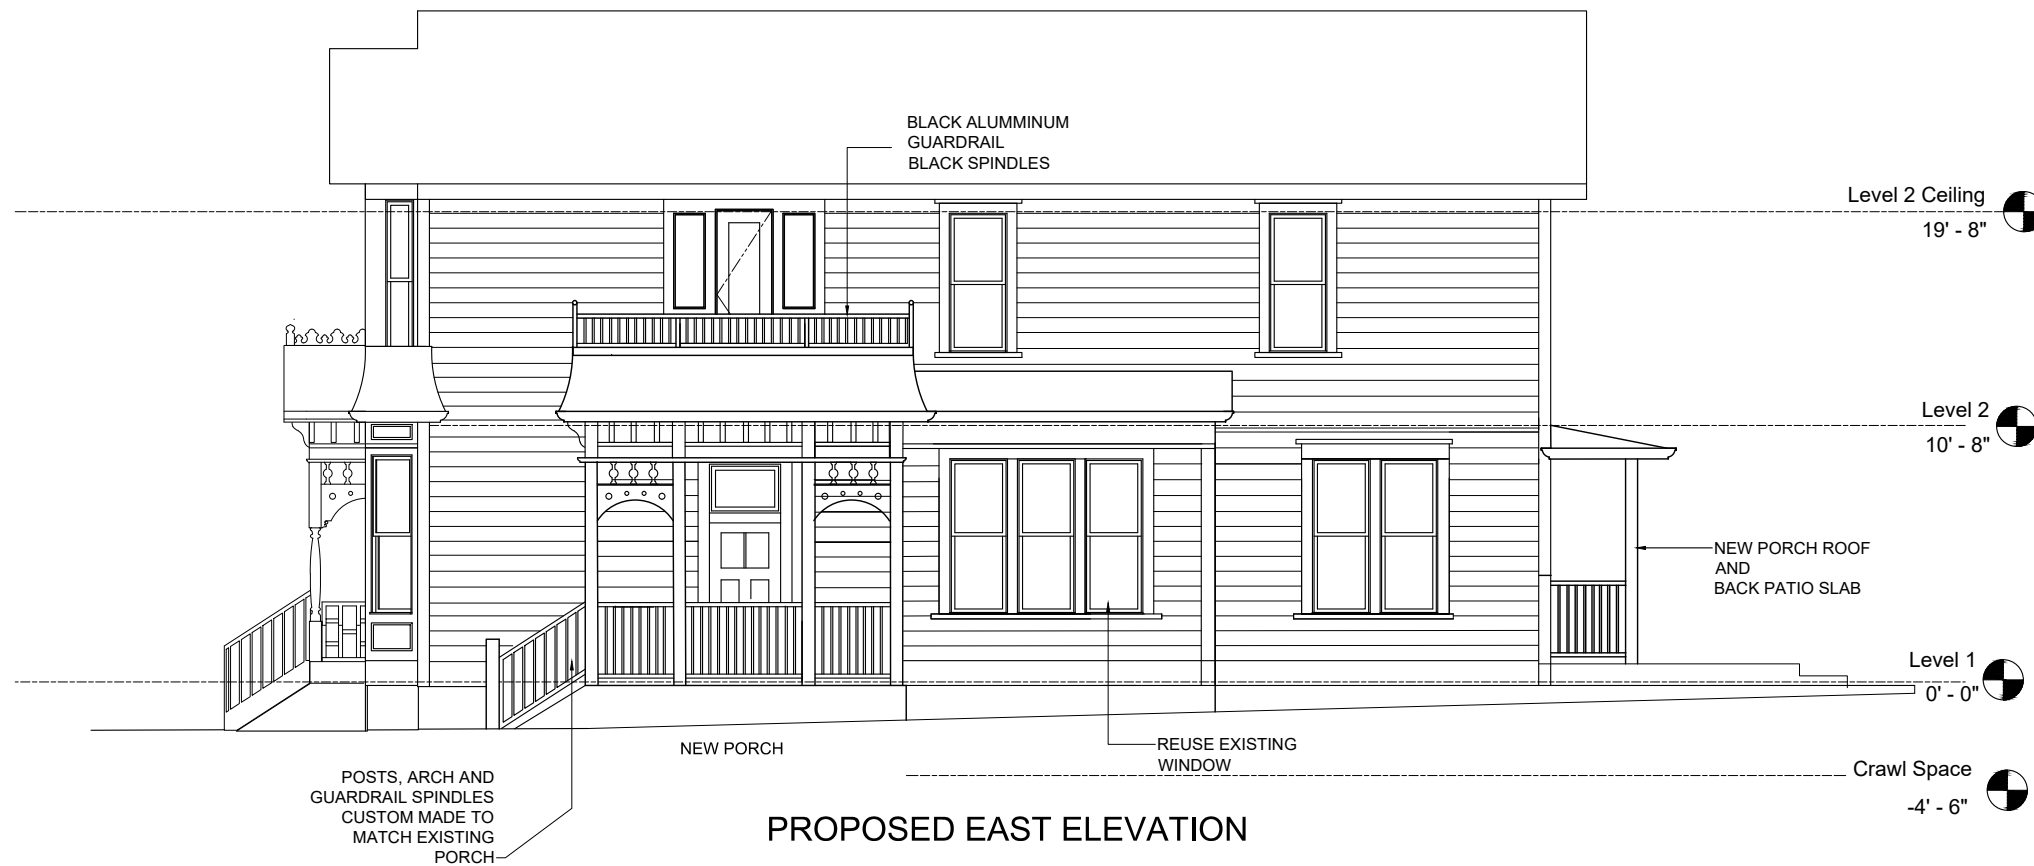 BLACK ALUMMINUM
GUARDRAIL
BLACK SPINDLES
Level 2 Ceiling
19' - 8"
Level 2
10' - 8"
NEW PORCH ROOF
AND
BACK PATIO SLAB
Level 1
0' - 0"
NEW PORCH
REUSE EXISTING
WINDOW
Crawl Space
-4' - 6"
POSTS, ARCH AND
GUARDRAIL SPINDLES
CUSTOM MADE TO
MATCH EXISTING
PORCH
PROPOSED EAST ELEVATION